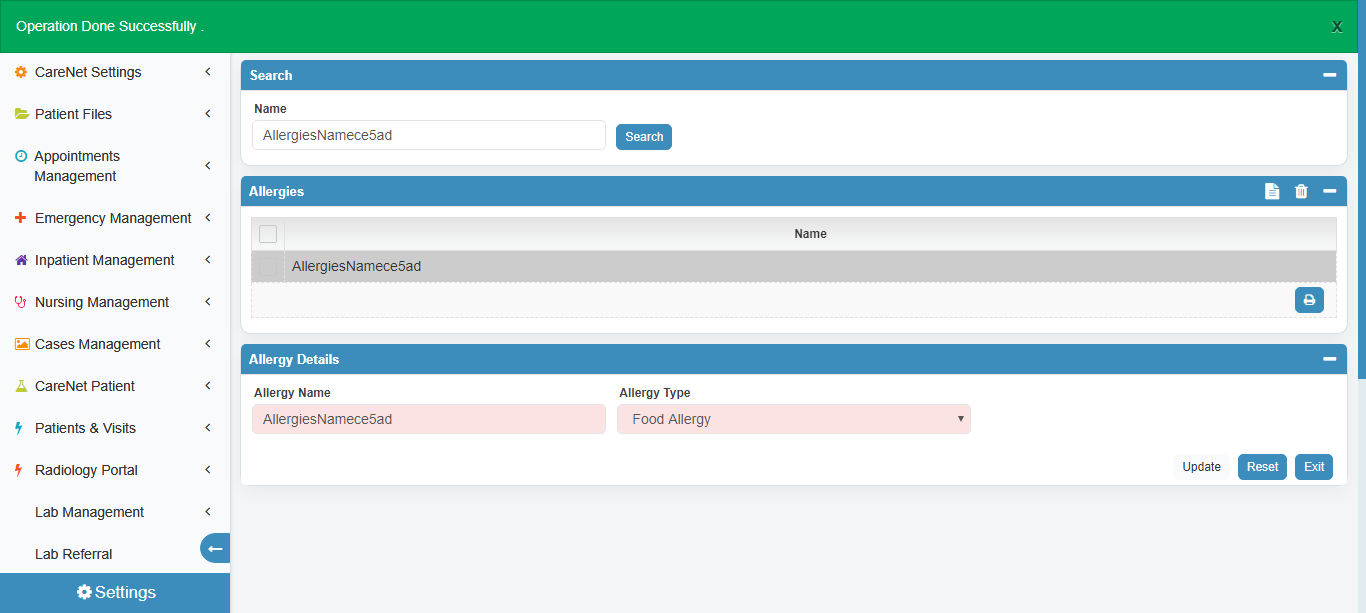 Operation Done Successfully .
X
CareNet Settings
Patient Files
Appointments
Management
Emergency Management
Inpatient Management
Nursing Management
Cases Management
CareNet Patient
Patients & Visits
Radiology Portal
Lab Management
Lab Referral
Settings
Search
Name
AllergiesNamece5ad
Search
Allergies
Name
AllergiesNamece5ad
Allergy Details
Allergy Name
Allergy Type
AllergiesNamece5ad
Food Allergy
Update
Reset
Exit